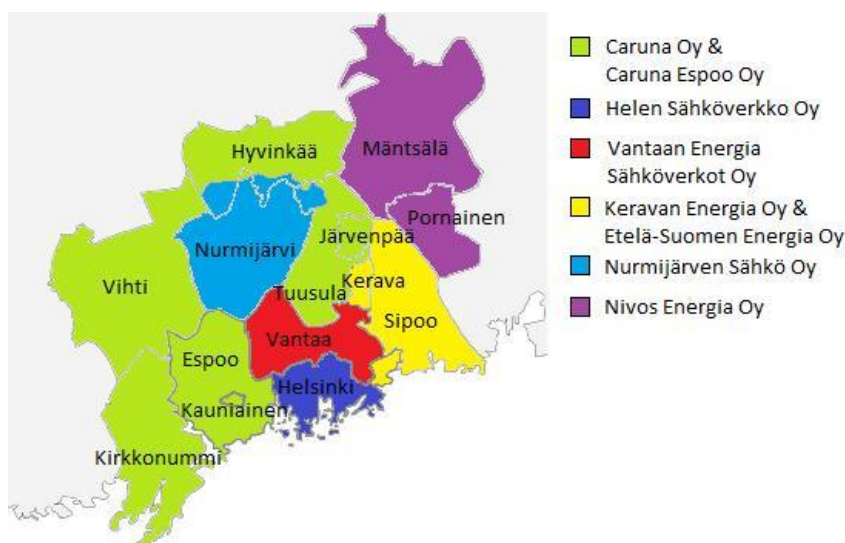 Hyvinkää
Mäntsälä
Pornainen
Järvenpää
Nurmijärvi
Vihti
Kerava
Tuusula
Sipoo
Vantaa
Espoo
Helsinki
Kauniainen
Kirkkonummi
Caruna Oy &
Caruna Espoo Oy
Helen Sähköverkko Oy
Vantaan Energia
Sähköverkot Oy
Keravan Energia Oy &
Etelä-Suomen Energia Oy
Nurmijärven Sähkö Oy
Nivos Energia Oy